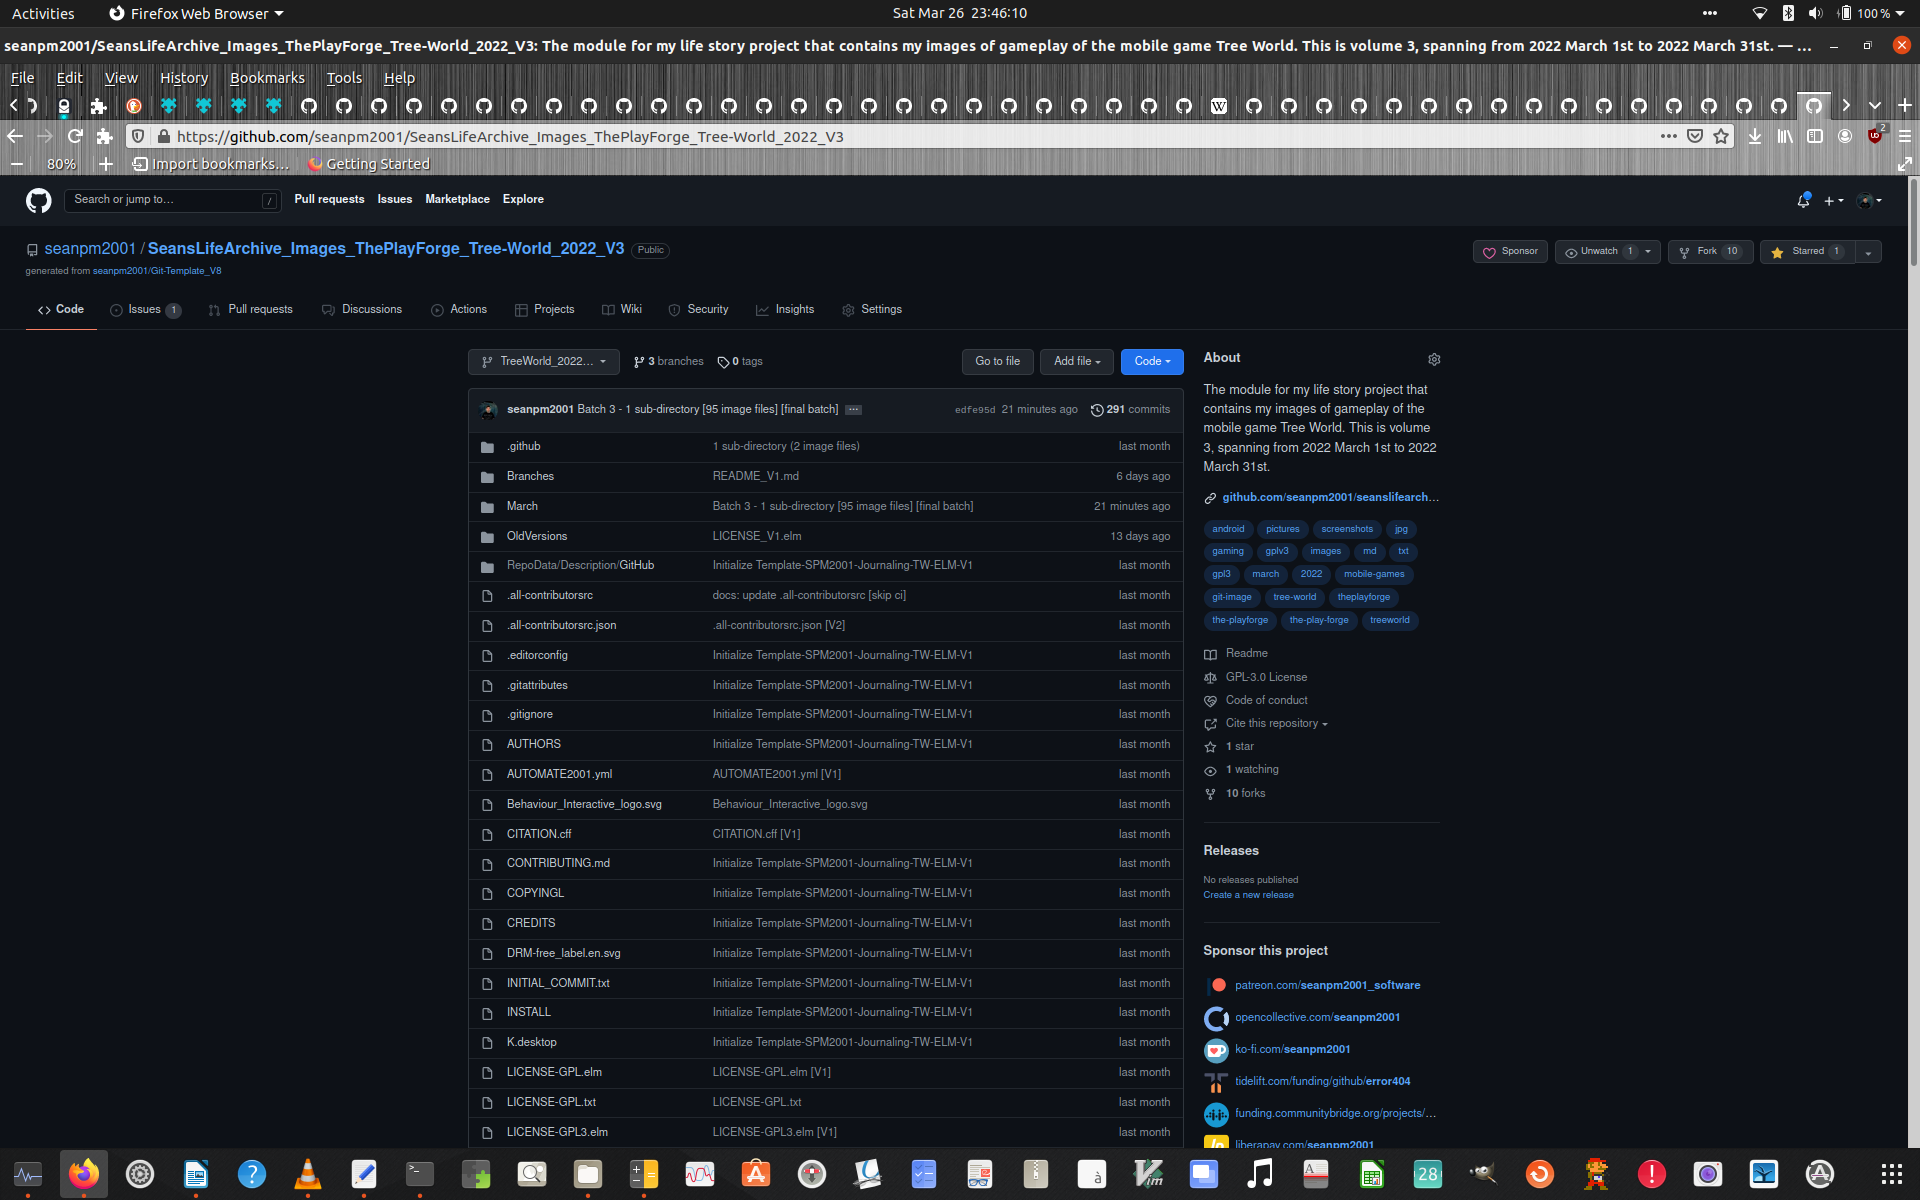 Activities
Firefox Web Browser
Sat Mar 26 23:46:10
100 %
seanpm2001/SeansLifeArchive_Images_ThePlayForge_Tree-World_2022_V3: The module for my life story project that contains my images of gameplay of the mobile game Tree World. This is volume 3, spanning from 2022 March 1st to 2022 March 31st. — ...
File Edit View History Bookmarks Tools Help
https://github.com/seanpm2001/SeansLifeArchive_Images_ThePlayForge_Tree-World_2022_V3
2
80%
Import bookmarks...
Getting Started
Search or jump to...
/
Pull requests
Issues
Marketplace
Explore
seanpm2001 / SeansLifeArchive_Images_ThePlayForge_Tree-World_2022_V3
Public
generated from seanpm2001/Git-Template_V8
Sponsor
Unwatch 1
Fork 10
Starred 1
Code
Issues 1
Pull requests
Discussions
Actions
Projects
Wiki
Security
Insights
Settings
TreeWorld_2022...
3 branches
0 tags
Go to file
Add file
Code
seanpm2001 Batch 3 - 1 sub-directory [95 image files] [final batch] ...
edfe95d 21 minutes ago
291 commits
.github 1 sub-directory (2 image files) last month
Branches README_V1.md 6 days ago
March Batch 3 - 1 sub-directory [95 image files] [final batch] 21 minutes ago
OldVersions LICENSE_V1.elm 13 days ago
RepoData/Description/GitHub Initialize Template-SPM2001-Journaling-TW-ELM-V1 last month
.all-contributorsrc docs: update .all-contributorsrc [skip ci] last month
.all-contributorsrc.json .all-contributorsrc.json [V2] last month
.editorconfig Initialize Template-SPM2001-Journaling-TW-ELM-V1 last month
.gitattributes Initialize Template-SPM2001-Journaling-TW-ELM-V1 last month
.gitignore Initialize Template-SPM2001-Journaling-TW-ELM-V1 last month
AUTHORS Initialize Template-SPM2001-Journaling-TW-ELM-V1 last month
AUTOMATE2001.yml AUTOMATE2001.yml [V1] last month
Behaviour_Interactive_logo.svg Behaviour_Interactive_logo.svg last month
CITATION.cff CITATION.cff [V1] last month
CONTRIBUTING.md Initialize Template-SPM2001-Journaling-TW-ELM-V1 last month
COPYINGL Initialize Template-SPM2001-Journaling-TW-ELM-V1 last month
CREDITS Initialize Template-SPM2001-Journaling-TW-ELM-V1 last month
DRM-free_label.en.svg Initialize Template-SPM2001-Journaling-TW-ELM-V1 last month
INITIAL_COMMIT.txt Initialize Template-SPM2001-Journaling-TW-ELM-V1 last month
INSTALL Initialize Template-SPM2001-Journaling-TW-ELM-V1 last month
K.desktop Initialize Template-SPM2001-Journaling-TW-ELM-V1 last month
LICENSE-GPL.elm LICENSE-GPL.elm [V1] last month
LICENSE-GPL.txt LICENSE-GPL.txt last month
LICENSE-GPL3.elm LICENSE-GPL3.elm [V1] last month
About
The module for my life story project that
contains my images of gameplay of the
mobile game Tree World. This is volume
3, spanning from 2022 March 1st to 2022
March 31st.
github.com/seanpm2001/seanslifearch...
android pictures screenshots jpg
gaming gplv3 images md txt
gpl3 march 2022 mobile-games
git-image tree-world theplayforge
the-playforge the-play-forge treeworld
Readme
GPL-3.0 License
Code of conduct
Cite this repository
1 star
1 watching
10 forks
Releases
No releases published
Create a new release
Sponsor this project
patreon.com/seanpm2001_software
opencollective.com/seanpm2001
ko-fi.com/seanpm2001
tidelift.com/funding/github/error404
funding.communitybridge.org/projects/...
liberapay.com/seanpm2001
28